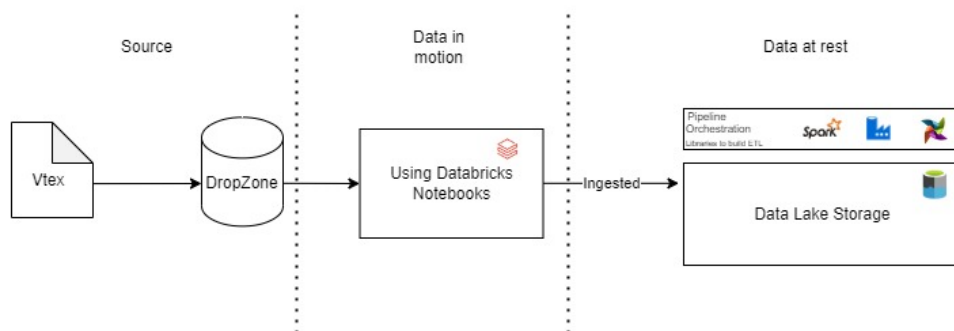 Source
Data in
motion
Data at rest
Vtex
DropZone
Using Databricks
Notebooks
Ingested
Pipeline
Orchestration
Libraries to build ETL
Spark
Data Lake Storage